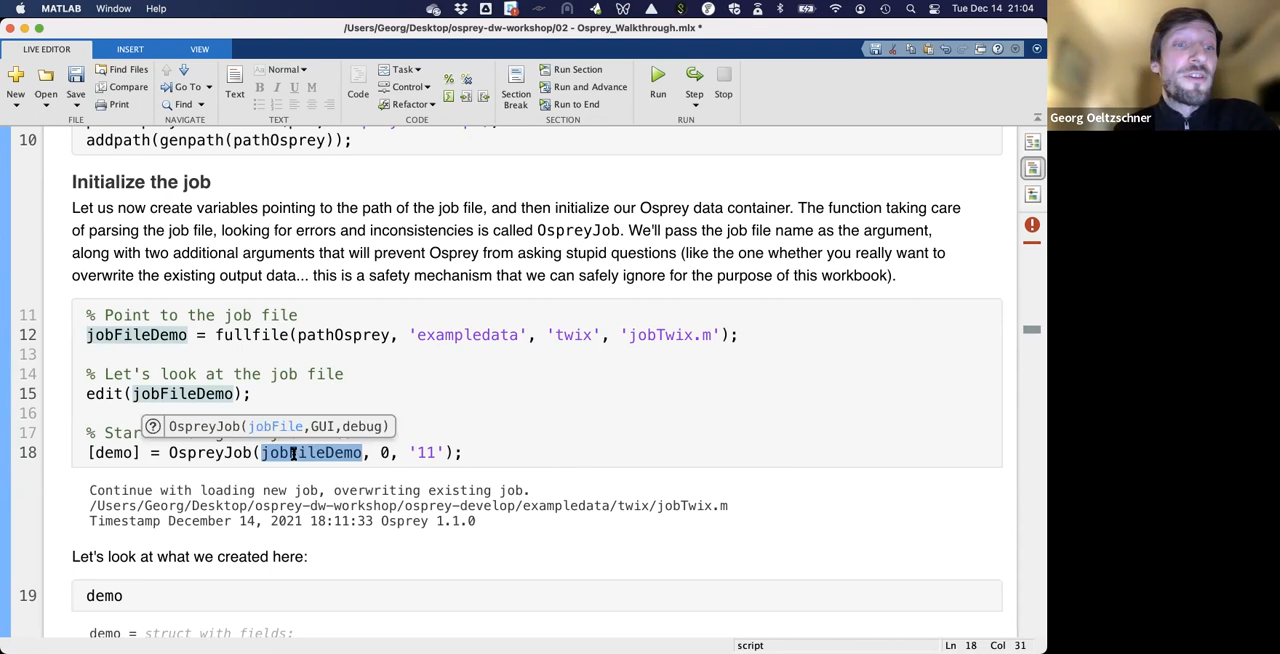 MATLAB Window Help
Tue Dec 14 21:04
/Users/Georg/Desktop/osprey-dw-workshop/02 - Osprey_Walkthrough.mlx *
LIVE EDITOR INSERT VIEW
New Open Save Find Files Compare Print
Go To Find
Text Normal B I U M
Code Task Control Refactor
Section Break Run Section Run and Advance Run to End
Run Step Stop
FILE NAVIGATE TEXT CODE SECTION RUN
Georg Oeltzschner
10 addpath(genpath(pathOsprey));
Initialize the job
Let us now create variables pointing to the path of the job file, and then initialize our Osprey data container. The function taking care
of parsing the job file, looking for errors and inconsistencies is called OspreyJob. We'll pass the job file name as the argument,
along with two additional arguments that will prevent Osprey from asking stupid questions (like the one whether you really want to
overwrite the existing output data... this is a safety mechanism that we can safely ignore for the purpose of this workbook).
11 % Point to the job file
12 jobFileDemo = fullfile(pathOsprey, 'exampledata', 'twix', 'jobTwix.m');
13
14 % Let's look at the job file
15 edit(jobFileDemo);
16
OspreyJob(jobFile,GUI,debug)
17 % Star
18 [demo] = OspreyJob(jobFileDemo, 0, '11');
Continue with loading new job, overwriting existing job.
/Users/Georg/Desktop/osprey-dw-workshop/osprey-develop/exampledata/twix/jobTwix.m
Timestamp December 14, 2021 18:11:33 Osprey 1.1.0
Let's look at what we created here:
19 demo
demo = struct with fields:
script Ln 18 Col 31